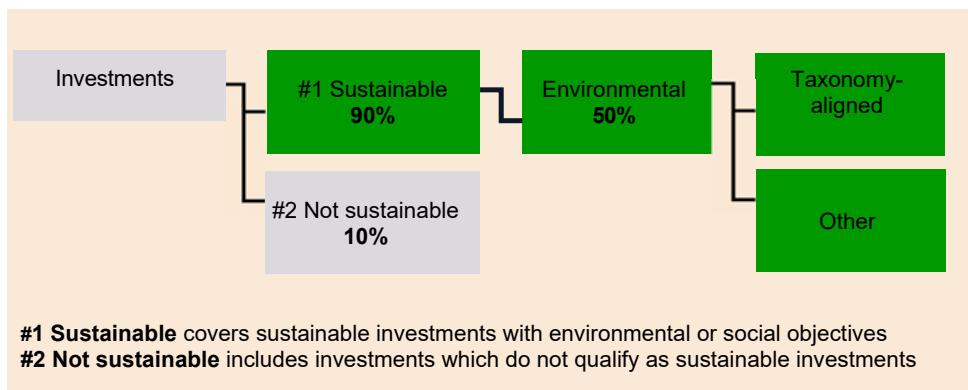 Investments
#1 Sustainable
90%
Environmental
50%
Taxonomy-
aligned
#2 Not sustainable
10%
Other
#1 Sustainable covers sustainable investments with environmental or social objectives
#2 Not sustainable includes investments which do not qualify as sustainable investments